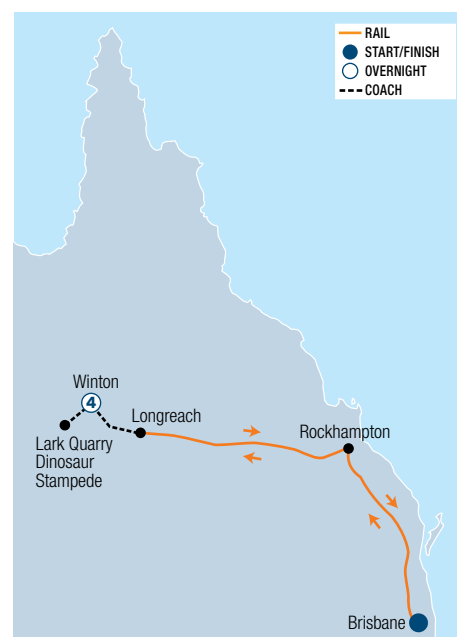 RAIL
START/FINISH
OVERNIGHT
COACH
Winton
4
Longreach
Lark Quarry
Dinosaur
Stampede
Rockhampton
Brisbane